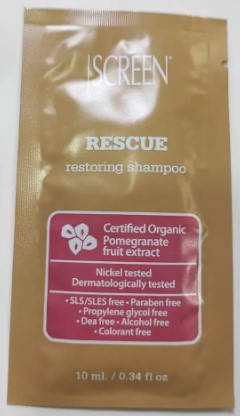 |SCREEN®
RESCUE
restoring shampoo
Certified Organic
Pomegranate
fruit extract
Nickel tested
Dermatologically tested
• SLS/SLES free • Paraben free
• Propylene glycol free
• Dea free • Alcohol free
• Colorant free
10 ml. / 0.34 fl oz